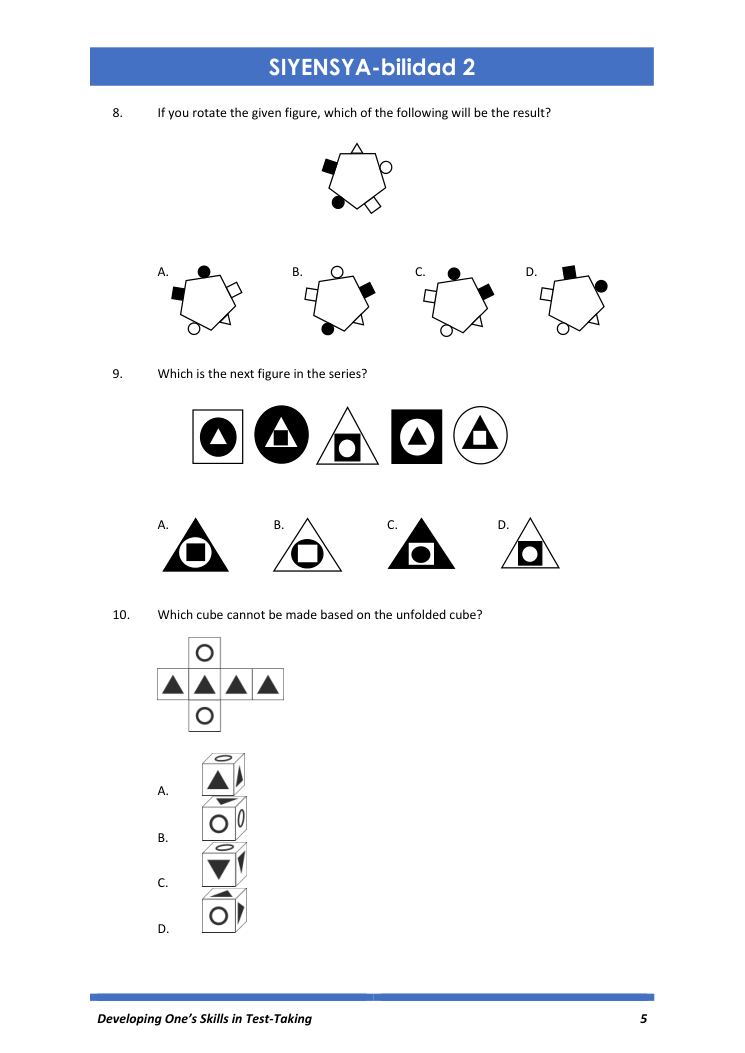 SIYENSYA-bilidad 2
8. If you rotate the given figure, which of the following will be the result?
A. B. C. D.
9. Which is the next figure in the series?
A. B. C. D.
10. Which cube cannot be made based on the unfolded cube?
A.
B.
C.
D.
Developing One’s Skills in Test-Taking 5